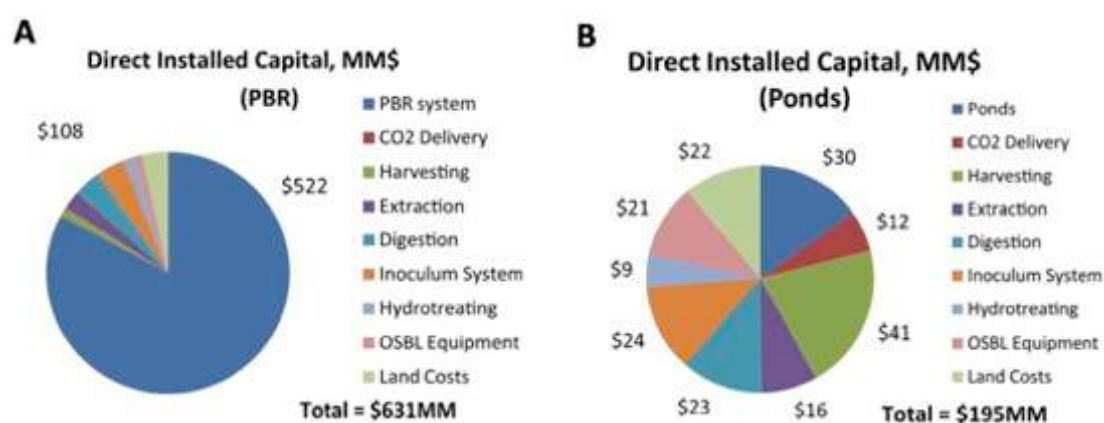 A
Direct Installed Capital, MM$
(PBR)
$108
$522
PBR system
CO2 Delivery
Harvesting
Extraction
Digestion
Inoculum System
Hydrotreating
OSBL Equipment
Land Costs
Total = $631MM
B
Direct Installed Capital, MM$
(Ponds)
$22
$30
$21
$12
$9
$41
$24
$23
$16
Ponds
CO2 Delivery
Harvesting
Extraction
Digestion
Inoculum System
Hydrotreating
OSBL Equipment
Land Costs
Total = $195MM